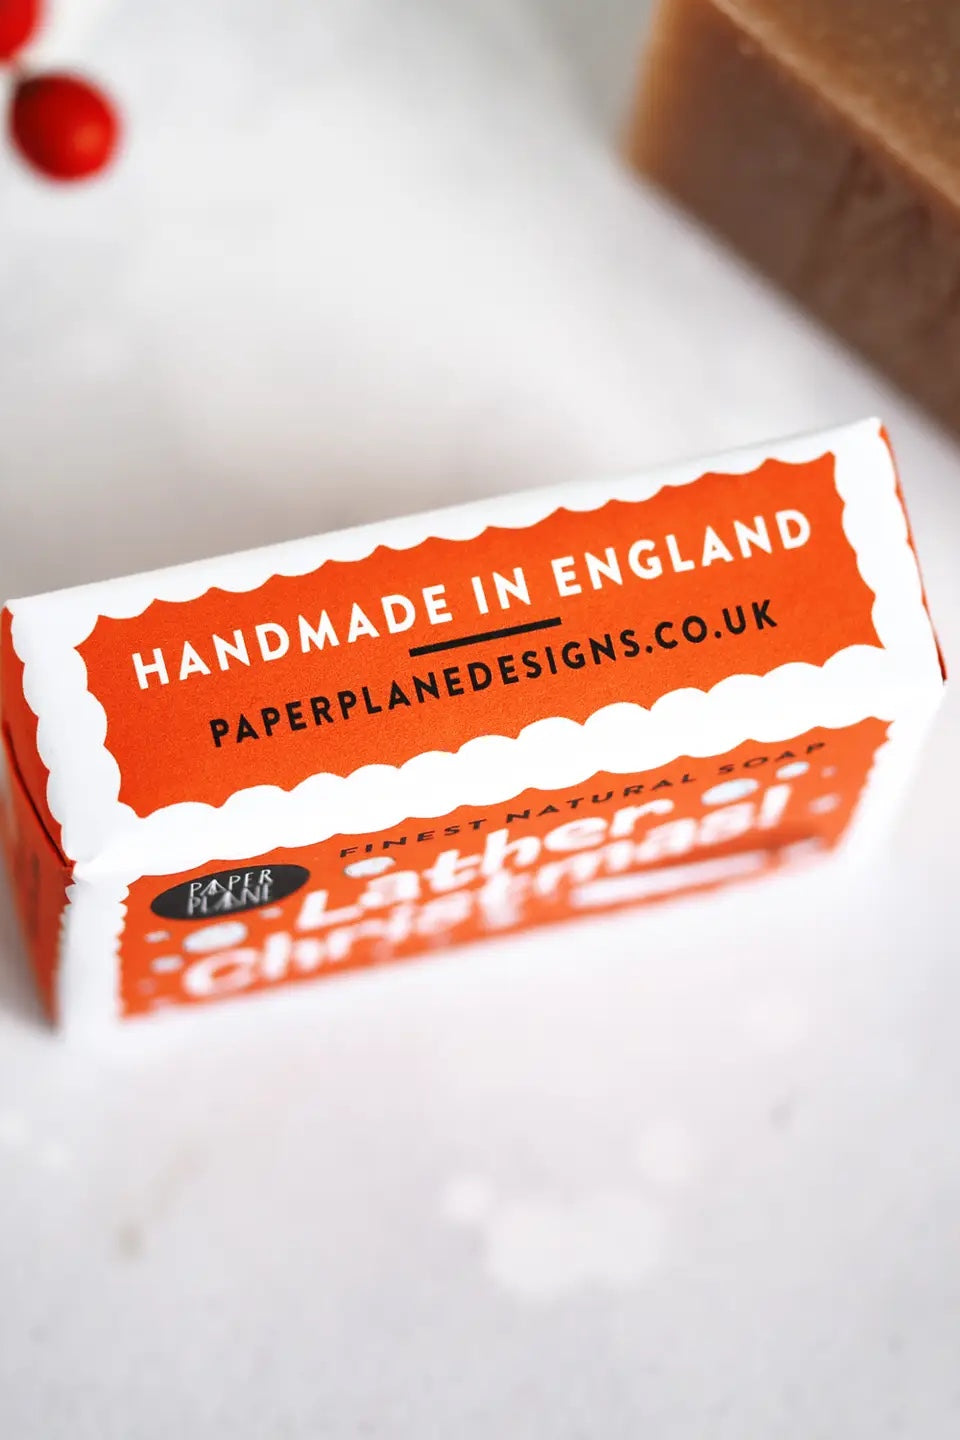 HANDMADE IN ENGLAND
PAPERPLANEDESIGNS.CO.UK
FINEST NATURAL SOAP
PAPER
PLANE
Lather
Christmas!